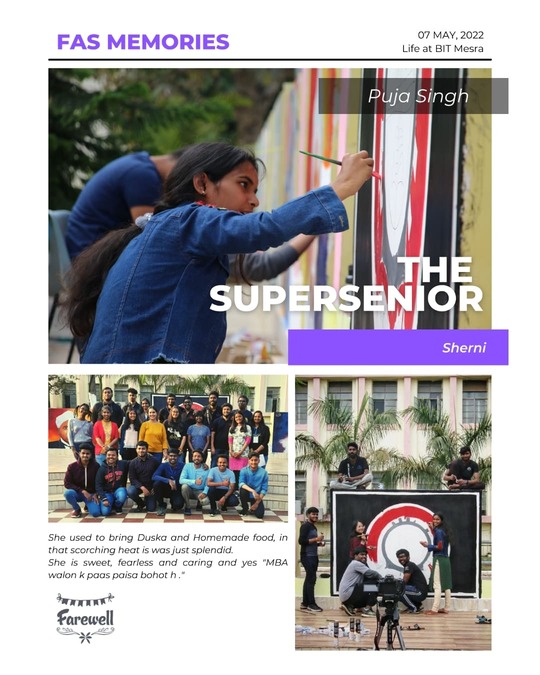 FAS MEMORIES
07 MAY, 2022
Life at BIT Mesra
Puja Singh
THE
SUPERSENIOR
Sherni
She used to bring Duska and Homemade food, in
that scorching heat is was just splendid.
She is sweet, fearless and caring and yes "MBA
walon k paas paisa bohot h ."
Farewell